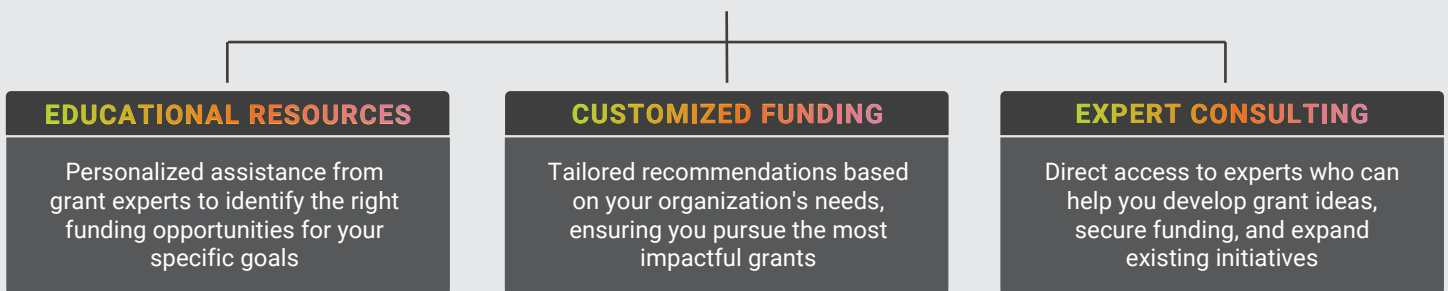 EDUCATIONAL RESOURCES
Personalized assistance from
grant experts to identify the right
funding opportunities for your
specific goals
CUSTOMIZED FUNDING
Tailored recommendations based
on your organization's needs,
ensuring you pursue the most
impactful grants
EXPERT CONSULTING
Direct access to experts who can
help you develop grant ideas,
secure funding, and expand
existing initiatives